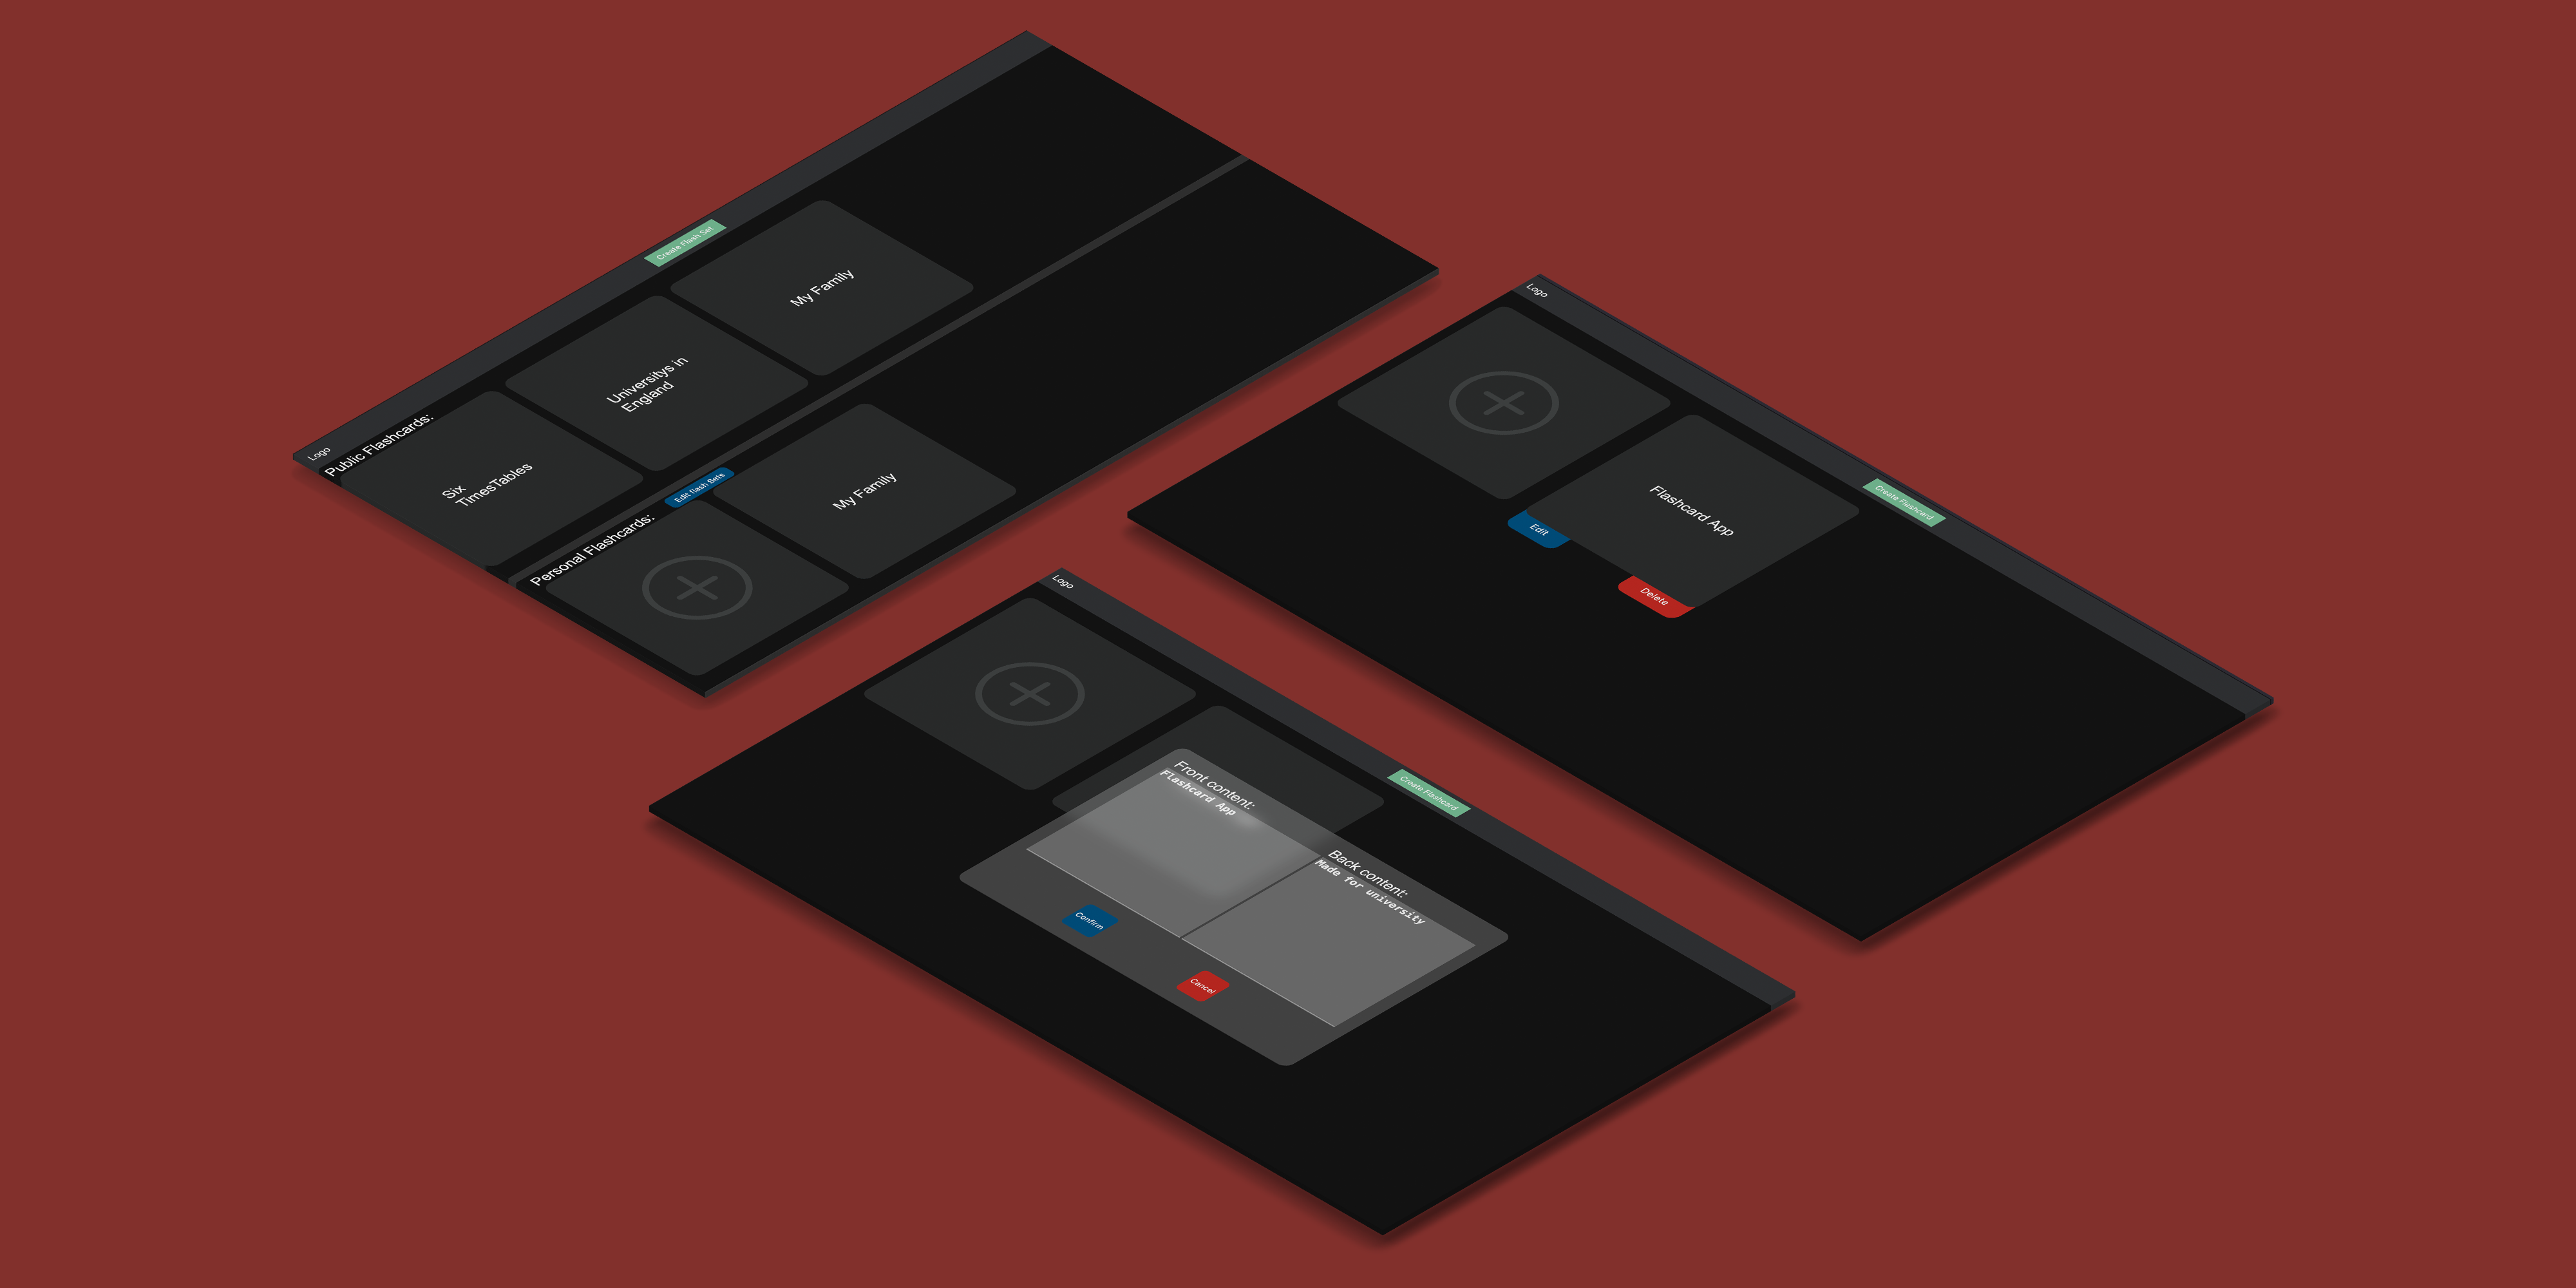 Logo
Create Flash Set
Public Flashcards:
Six
TimesTables
Universitys in
England
My Family
Personal Flashcards:
Edit flash Sets
My Family
Logo
Create Flashcard
Flashcard App
Edit
Delete
Logo
Create Flashcard
Front content:
Flashcard App
Back content:
Made for university
Confirm
Cancel